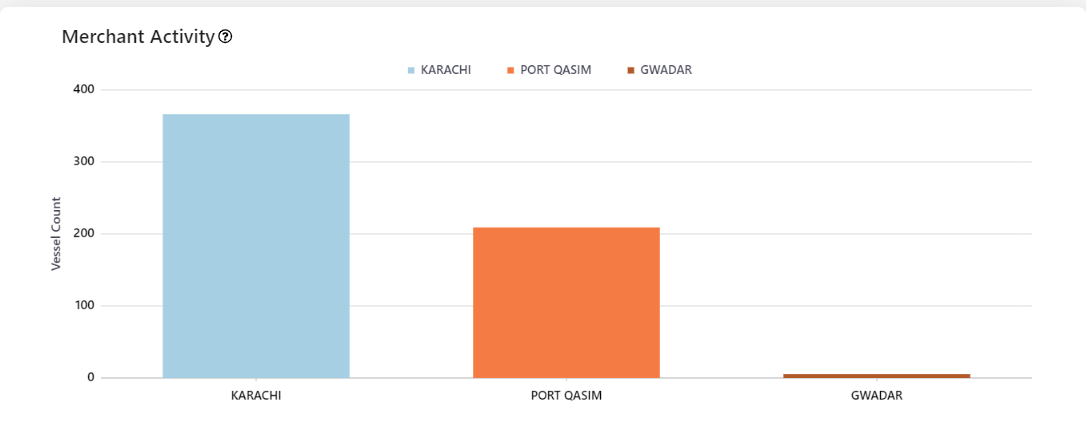 Merchant Activity
KARACHI PORT QASIM GWADAR
400
300
200
100
0
Vessel Count
KARACHI PORT QASIM GWADAR